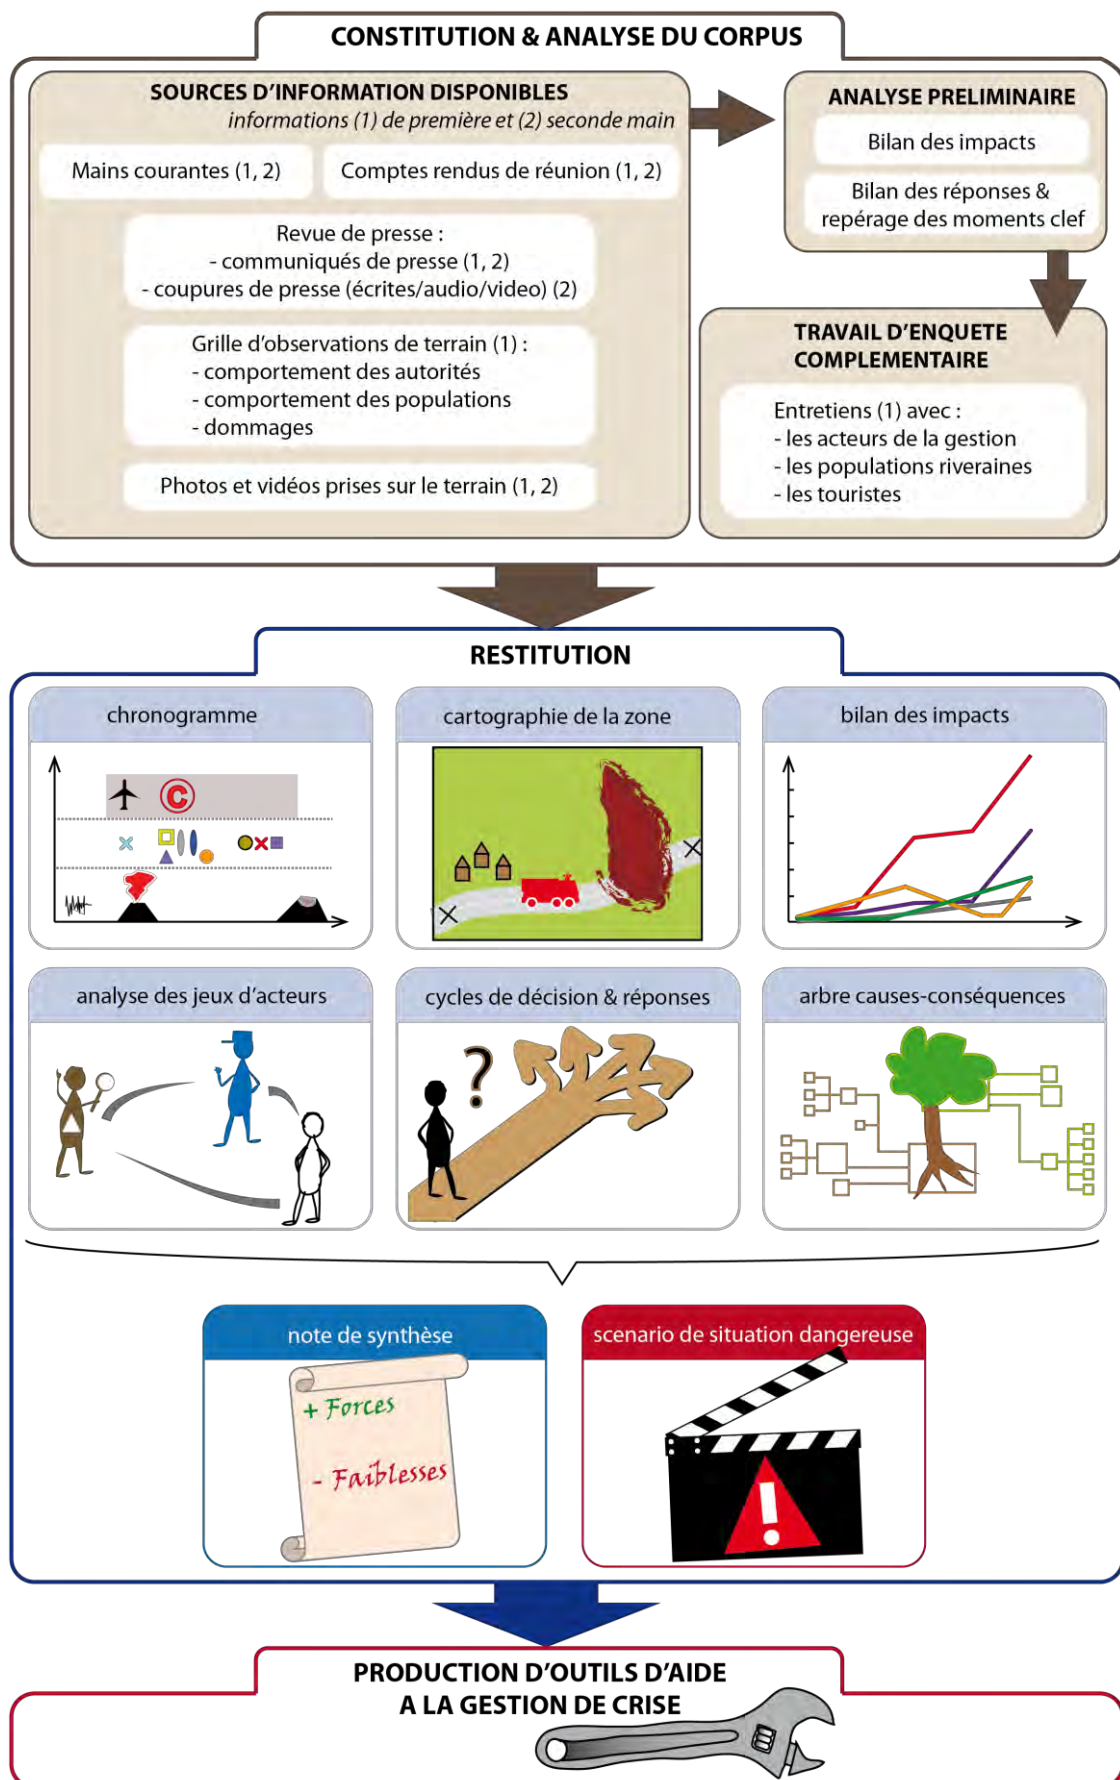 CONSTITUTION & ANALYSE DU CORPUS
SOURCES D'INFORMATION DISPONIBLES
informations (1) de première et (2) seconde main
Mains courantes (1, 2)
Comptes rendus de réunion (1, 2)
Revue de presse :
- communiqués de presse (1, 2)
- coupures de presse (écrites/audio/video) (2)
Grille d'observations de terrain (1) :
- comportement des autorités
- comportement des populations
- dommages
Photos et vidéos prises sur le terrain (1, 2)
ANALYSE PRELIMINAIRE
Bilan des impacts
Bilan des réponses &
repérage des moments clef
TRAVAIL D'ENQUETE
COMPLEMENTAIRE
Entretiens (1) avec :
- les acteurs de la gestion
- les populations riveraines
- les touristes
RESTITUTION
chronogramme
C
cartographie de la zone
bilan des impacts
analyse des jeux d'acteurs
cycles de décision & réponses
?
arbre causes-conséquences
note de synthèse
+ Forces
- Faiblesses
scenario de situation dangereuse
!
PRODUCTION D'OUTILS D'AIDE
A LA GESTION DE CRISE